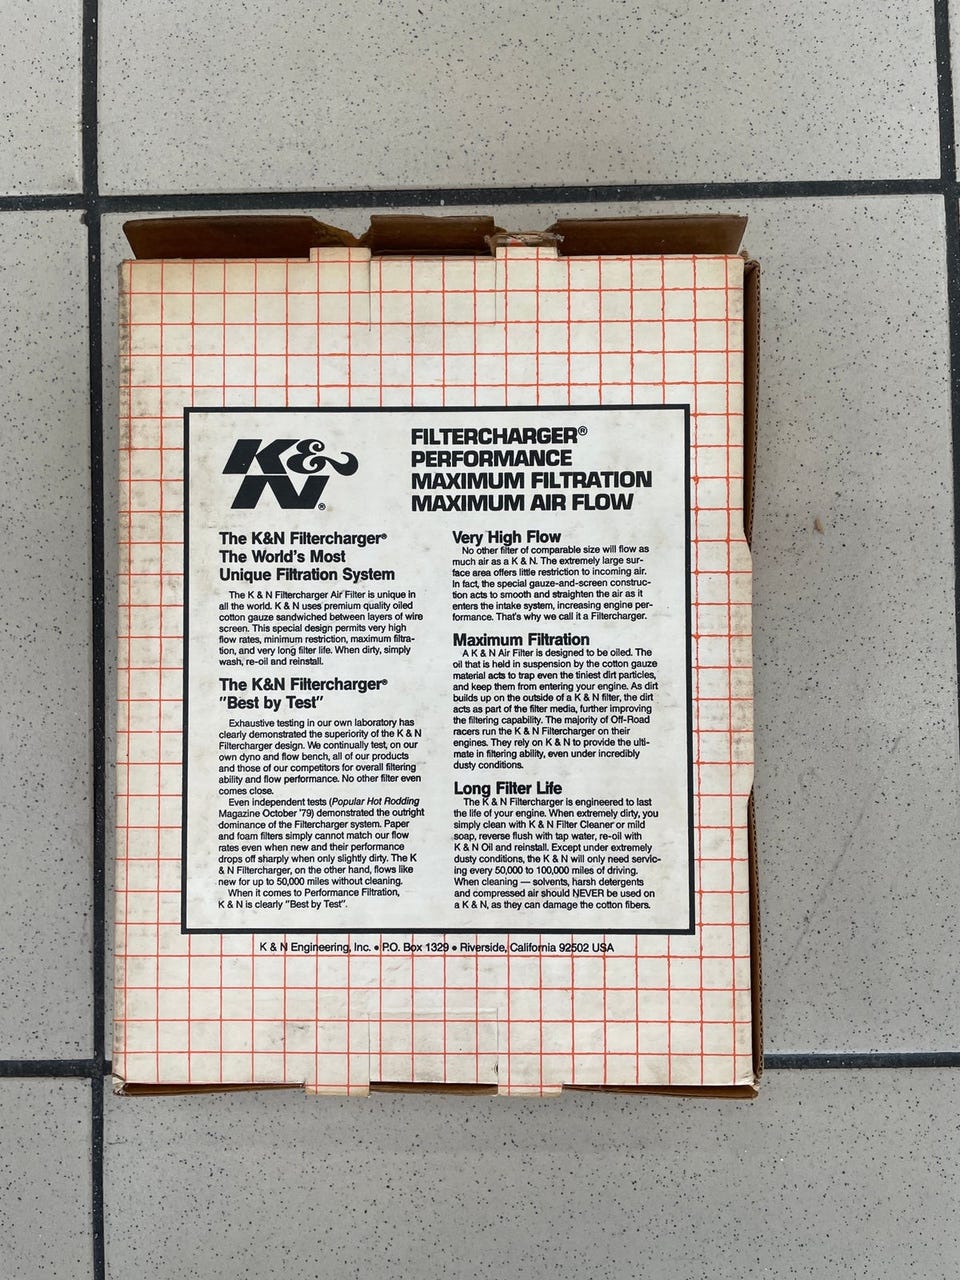 K&N®
FILTERCHARGER®
PERFORMANCE
MAXIMUM FILTRATION
MAXIMUM AIR FLOW
The K&N Filtercharger®
The World's Most
Unique Filtration System
The K & N Filtercharger Air Filter is unique in
all the world. K & N uses premium quality oiled
cotton gauze sandwiched between layers of wire
screen. This special design permits very high
flow rates, minimum restriction, maximum filtra-
tion, and very long filter life. When dirty, simply
wash, re-oil and reinstall.
The K&N Filtercharger®
"Best by Test"
Exhaustive testing in our own laboratory has
clearly demonstrated the superiority of the K & N
Filtercharger design. We continually test, on our
own dyno and flow bench, all of our products
and those of our competitors for overall filtering
ability and flow performance. No other filter even
comes close.
Even independent tests (Popular Hot Rodding
Magazine October '79) demonstrated the outright
dominance of the Filtercharger system. Paper
and foam filters simply cannot match our flow
rates even when new and their performance
drops off sharply when only slightly dirty. The K
& N Filtercharger, on the other hand, flows like
new for up to 50,000 miles without cleaning.
When it comes to Performance Filtration,
K & N is clearly "Best by Test".
Very High Flow
No other filter of comparable size will flow as
much air as a K & N. The extremely large sur-
face area offers little restriction to incoming air.
In fact, the special gauze-and-screen construc-
tion acts to smooth and straighten the air as it
enters the intake system, increasing engine per-
formance. That's why we call it a Filtercharger.
Maximum Filtration
A K & N Air Filter is designed to be oiled. The
oil that is held in suspension by the cotton gauze
material acts to trap even the tiniest dirt particles,
and keep them from entering your engine. As dirt
builds up on the outside of a K & N filter, the dirt
acts as part of the filter media, further improving
the filtering capability. The majority of Off-Road
racers run the K & N Filtercharger on their
engines. They rely on K & N to provide the ulti-
mate in filtering ability, even under incredibly
dusty conditions.
Long Filter Life
The K & N Filtercharger is engineered to last
the life of your engine. When extremely dirty, you
simply clean with K & N Filter Cleaner or mild
soap, reverse flush with tap water, re-oil with
K & N Oil and reinstall. Except under extremely
dusty conditions, the K & N will only need servic-
ing every 50,000 to 100,000 miles of driving.
When cleaning — solvents, harsh detergents
and compressed air should NEVER be used on
a K & N, as they can damage the cotton fibers.
K & N Engineering, Inc. • P.O. Box 1329 • Riverside, California 92502 USA